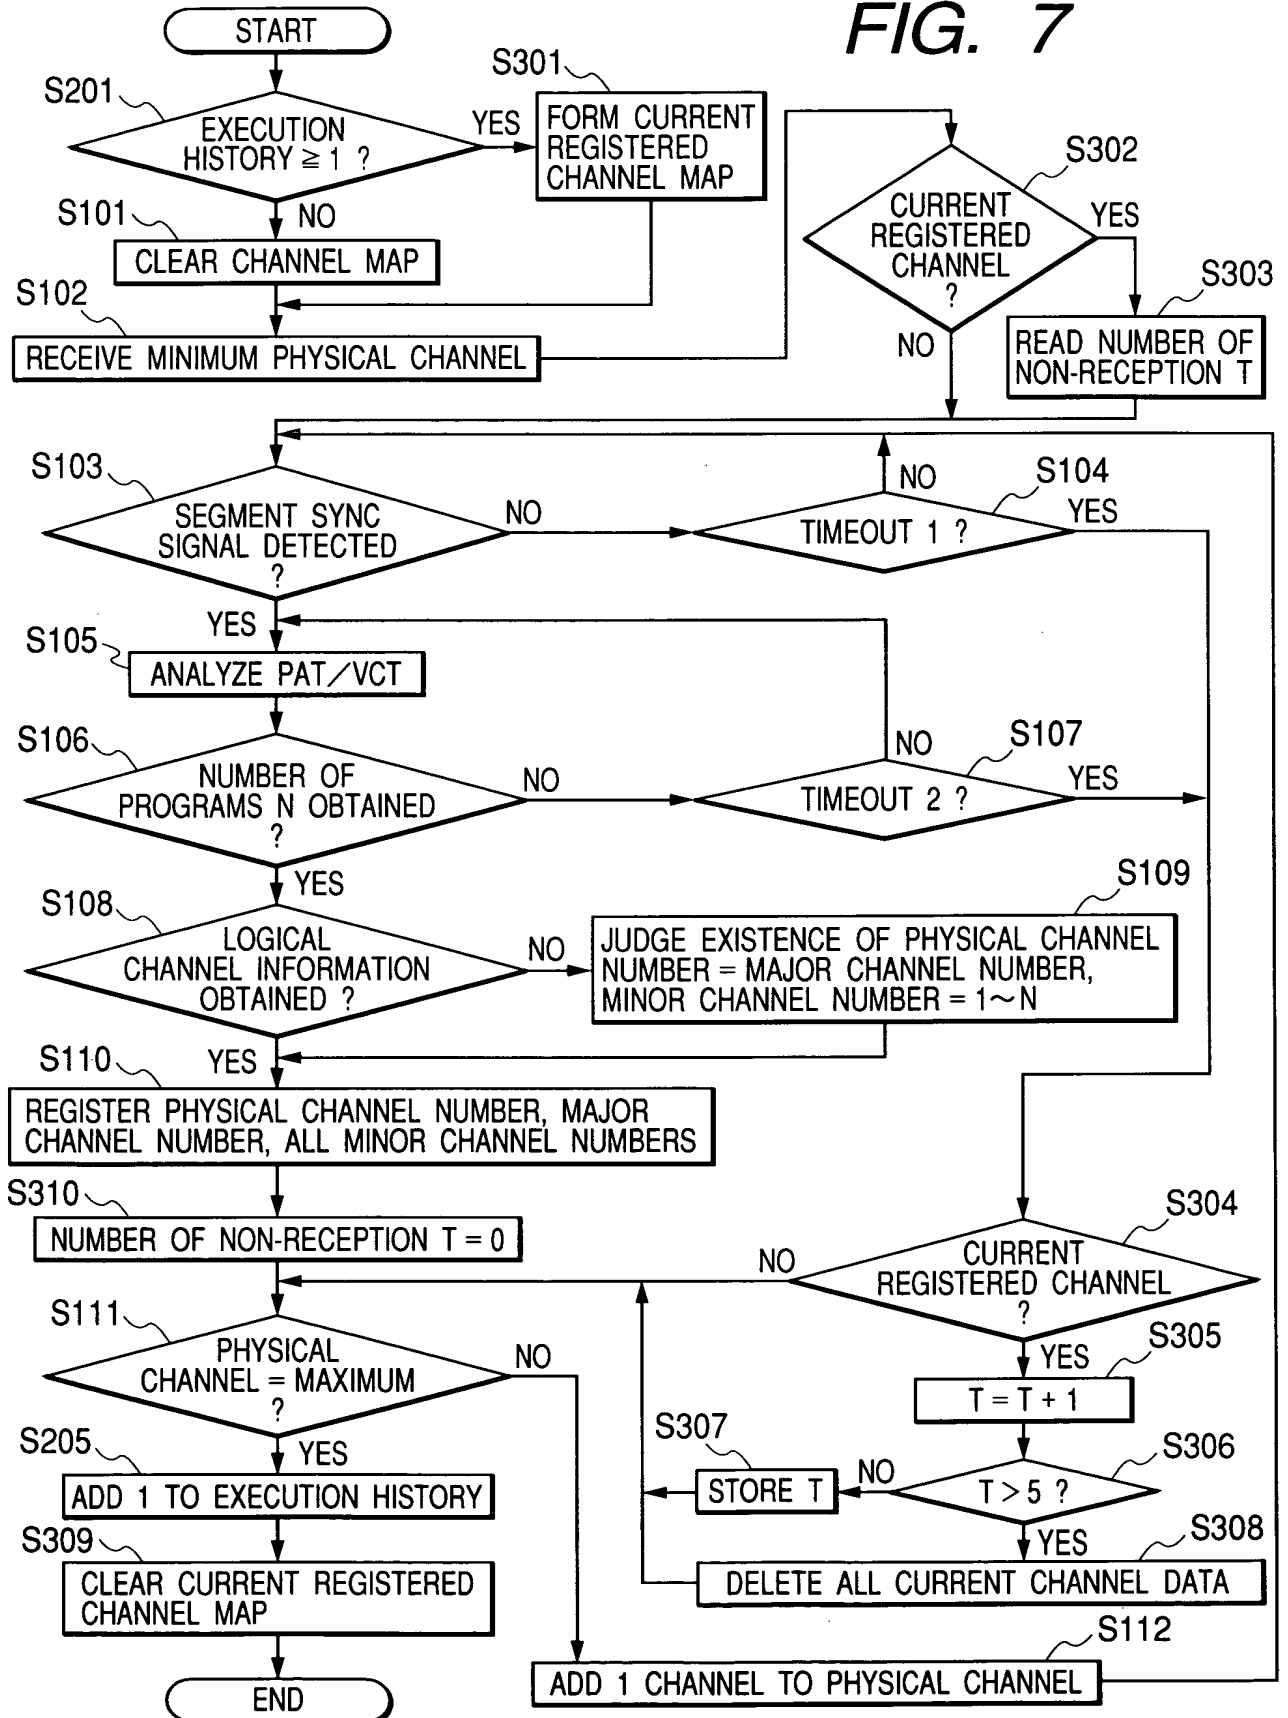 FIG. 7
START
S201
EXECUTION
HISTORY ≧ 1 ?
YES
NO
S301
FORM CURRENT
REGISTERED
CHANNEL MAP
S101
CLEAR CHANNEL MAP
S102
RECEIVE MINIMUM PHYSICAL CHANNEL
S302
CURRENT
REGISTERED
CHANNEL
?
YES
NO
S303
READ NUMBER OF
NON-RECEPTION T
S103
SEGMENT SYNC
SIGNAL DETECTED
?
NO
YES
S104
TIMEOUT 1 ?
NO
YES
S105
ANALYZE PAT/VCT
S106
NUMBER OF
PROGRAMS N OBTAINED
?
NO
YES
S107
TIMEOUT 2 ?
NO
YES
S108
LOGICAL
CHANNEL INFORMATION
OBTAINED ?
NO
YES
S109
JUDGE EXISTENCE OF PHYSICAL CHANNEL
NUMBER = MAJOR CHANNEL NUMBER,
MINOR CHANNEL NUMBER = 1~N
S110
REGISTER PHYSICAL CHANNEL NUMBER, MAJOR
CHANNEL NUMBER, ALL MINOR CHANNEL NUMBERS
S310
NUMBER OF NON-RECEPTION T = 0
S304
CURRENT
REGISTERED CHANNEL
?
NO
YES
S305
T = T + 1
S306
T > 5 ?
NO
YES
S307
STORE T
S308
DELETE ALL CURRENT CHANNEL DATA
S111
PHYSICAL
CHANNEL = MAXIMUM
?
NO
YES
S205
ADD 1 TO EXECUTION HISTORY
S309
CLEAR CURRENT REGISTERED
CHANNEL MAP
S112
ADD 1 CHANNEL TO PHYSICAL CHANNEL
END